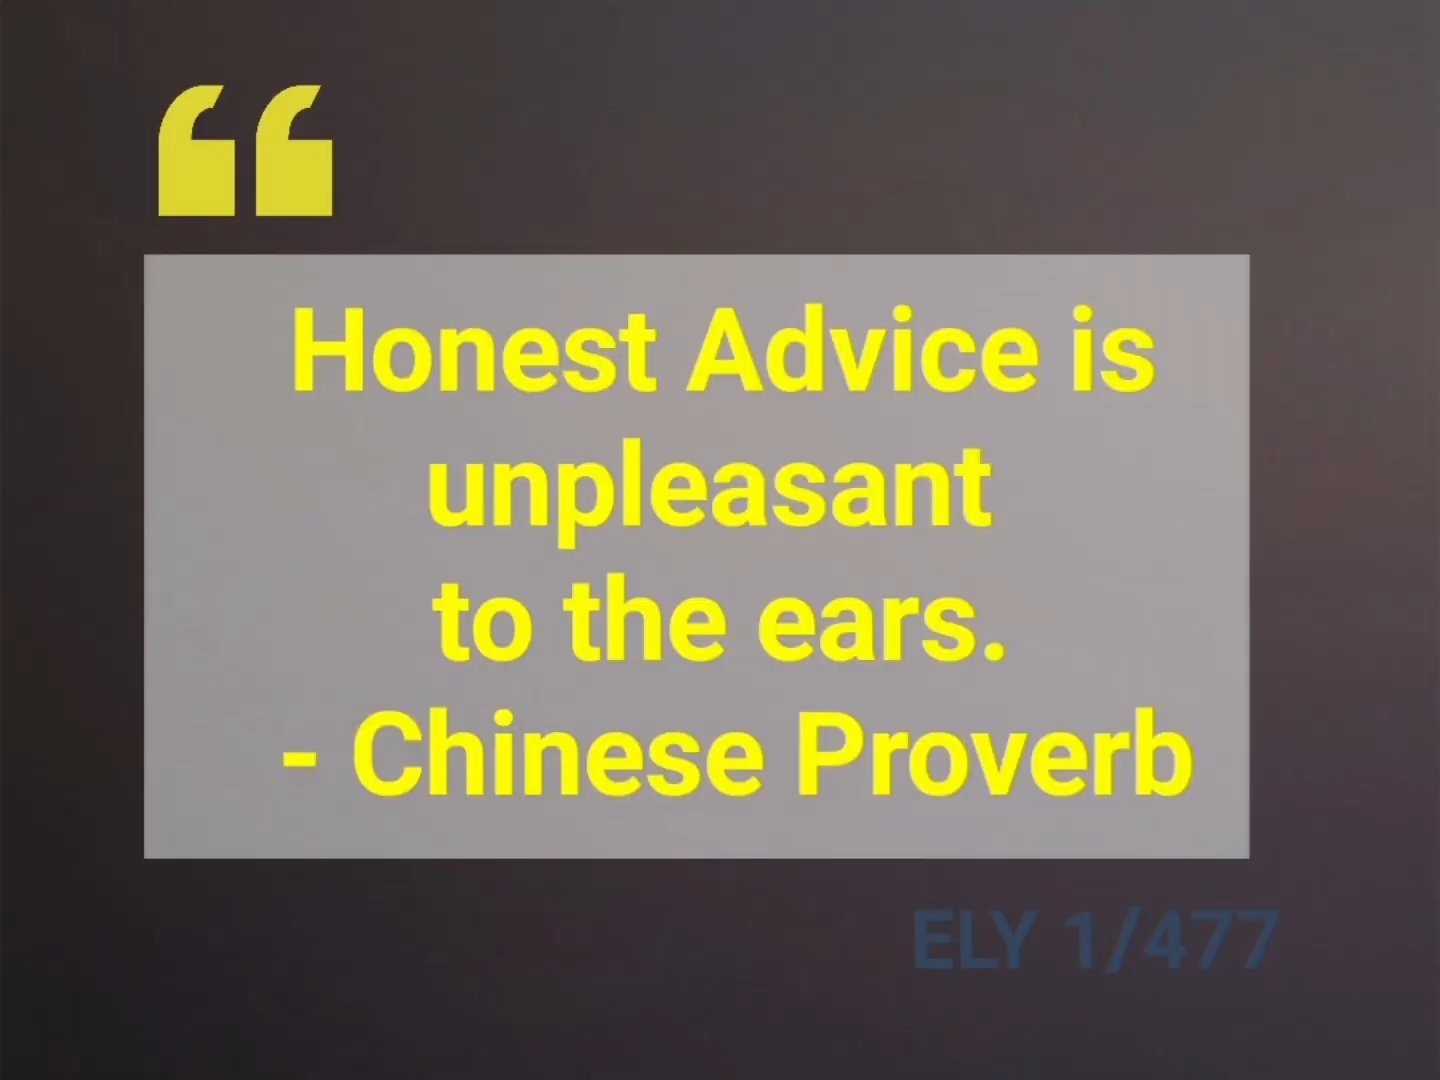 “
Honest Advice is
unpleasant
to the ears.
- Chinese Proverb
ELY 1/477